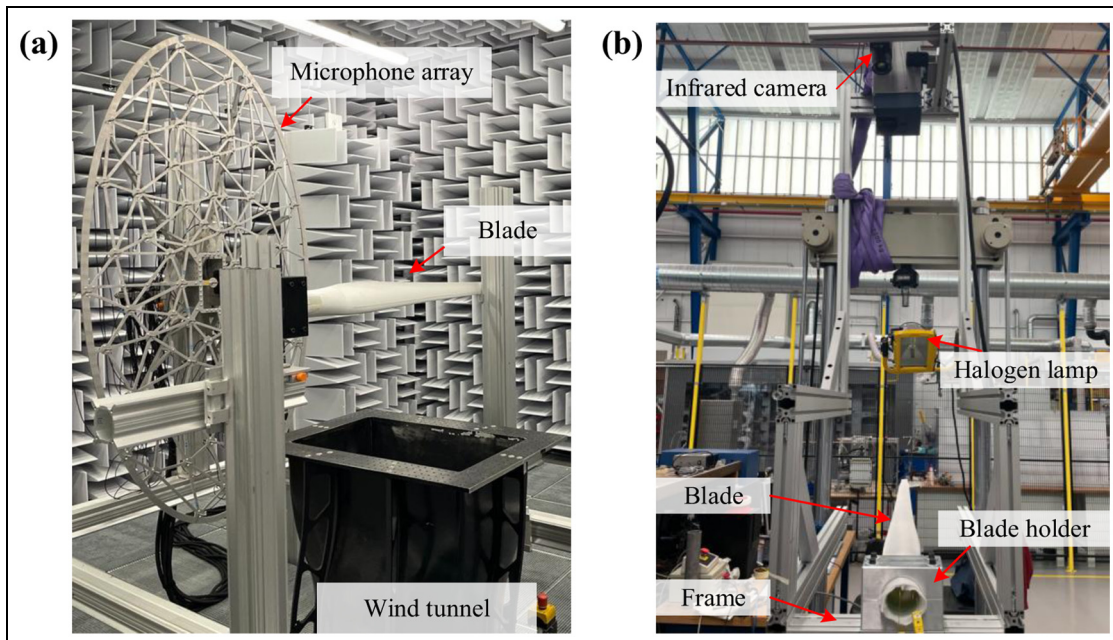 (a)
Microphone array
Blade
Wind tunnel
(b)
Infrared camera
Halogen lamp
Blade
Blade holder
Frame